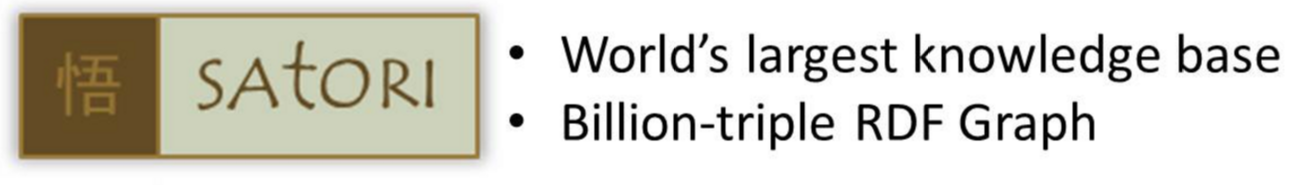 悟 SATORI
• World's largest knowledge base
• Billion-triple RDF Graph